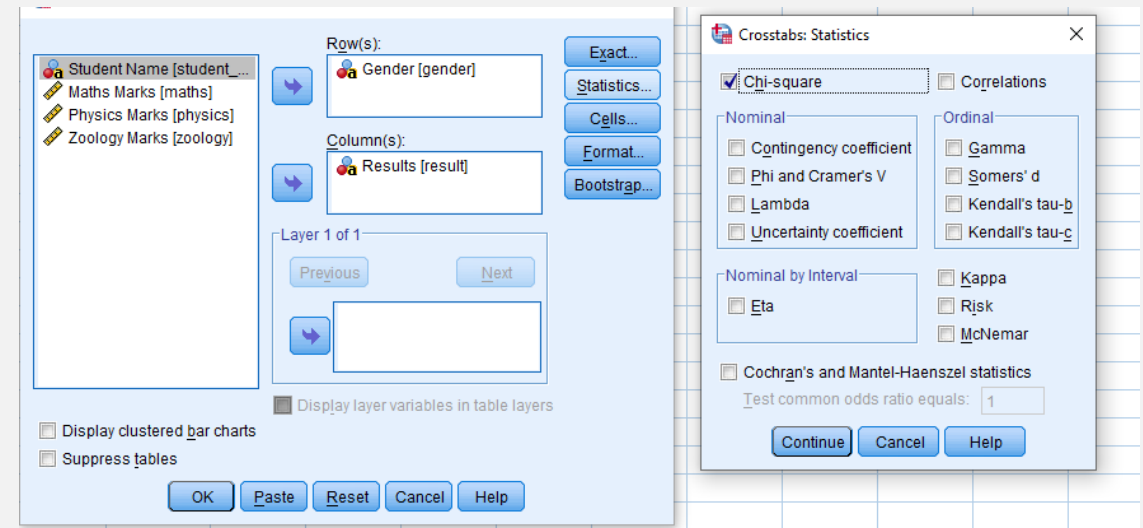 Row(s):
Student Name [student_...
Maths Marks [maths]
Physics Marks [physics]
Zoology Marks [zoology]
Gender [gender]
Column(s):
Results [result]
Exact...
Statistics...
Cells...
Format...
Bootstrap...
Layer 1 of 1
Previous
Next
Display layer variables in table layers
Display clustered bar charts
Suppress tables
OK
Paste
Reset
Cancel
Help
Crosstabs: Statistics
Chi-square
Correlations
Nominal
Contingency coefficient
Phi and Cramer's V
Lambda
Uncertainty coefficient
Ordinal
Gamma
Somers' d
Kendall's tau-b
Kendall's tau-c
Nominal by Interval
Eta
Kappa
Risk
McNemar
Cochran's and Mantel-Haenszel statistics
Test common odds ratio equals: 1
Continue
Cancel
Help